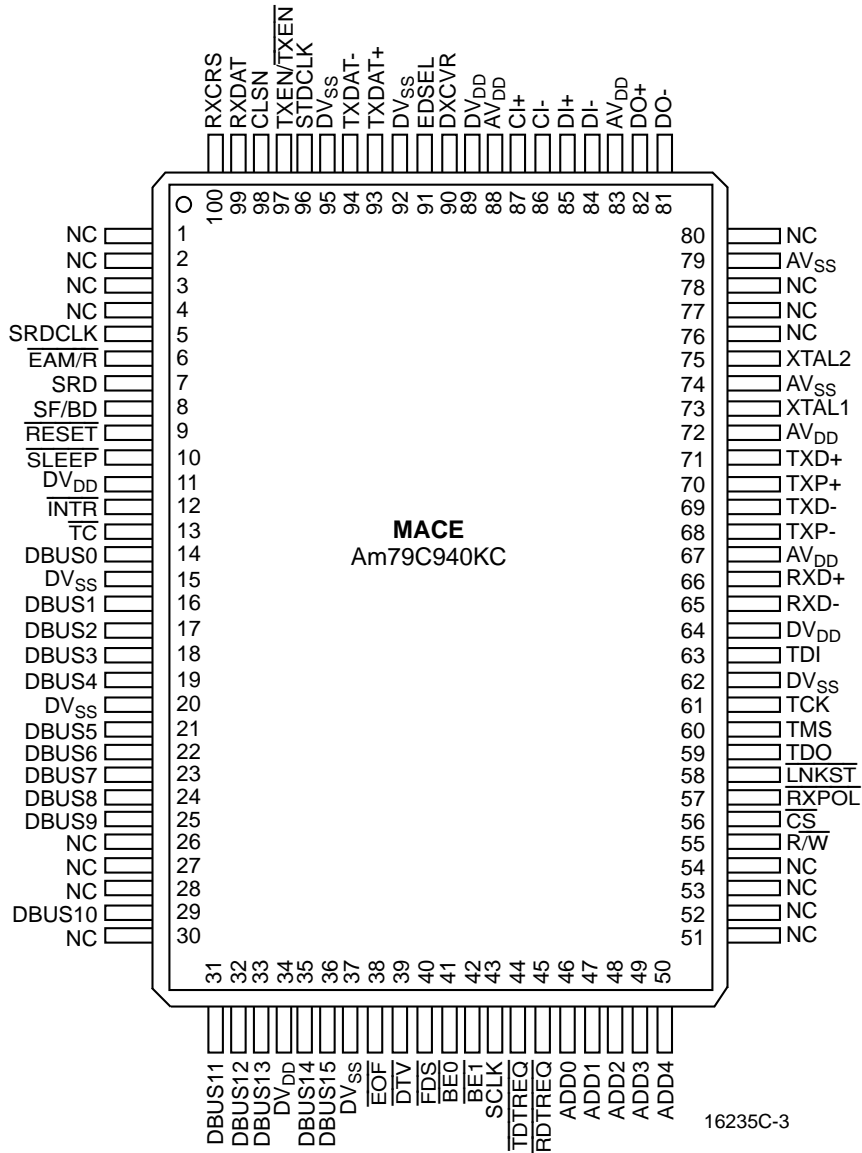 RXCRS
RXDAT
CLSN
TXEN/TXEN
STDCLK
DVSS
TXDAT-
TXDAT+
DVSS
EDSEL
DXCVR
DVDD
AVDD
CI+
CI-
DI+
DI-
AVDD
DO+
DO-
100
99
98
97
96
95
94
93
92
91
90
89
88
87
86
85
84
83
82
81
NC 1
NC 2
NC 3
NC 4
SRDCLK 5
EAM/R 6
SRD 7
SF/BD 8
RESET 9
SLEEP 10
DVDD 11
INTR 12
TC 13
DBUS0 14
DVSS 15
DBUS1 16
DBUS2 17
DBUS3 18
DBUS4 19
DVSS 20
DBUS5 21
DBUS6 22
DBUS7 23
DBUS8 24
DBUS9 25
NC 26
NC 27
NC 28
DBUS10 29
NC 30
MACE
Am79C940KC
80 NC
79 AVSS
78 NC
77 NC
76 NC
75 XTAL2
74 AVSS
73 XTAL1
72 AVDD
71 TXD+
70 TXP+
69 TXD-
68 TXP-
67 AVDD
66 RXD+
65 RXD-
64 DVDD
63 TDI
62 DVSS
61 TCK
60 TMS
59 TDO
58 LNKST
57 RXPOL
56 CS
55 R/W
54 NC
53 NC
52 NC
51 NC
31
32
33
34
35
36
37
38
39
40
41
42
43
44
45
46
47
48
49
50
DBUS11
DBUS12
DBUS13
DVDD
DBUS14
DBUS15
DVSS
EOF
DTV
FDS
BE0
BE1
SCLK
TDTREQ
RDTREQ
ADD0
ADD1
ADD2
ADD3
ADD4
16235C-3